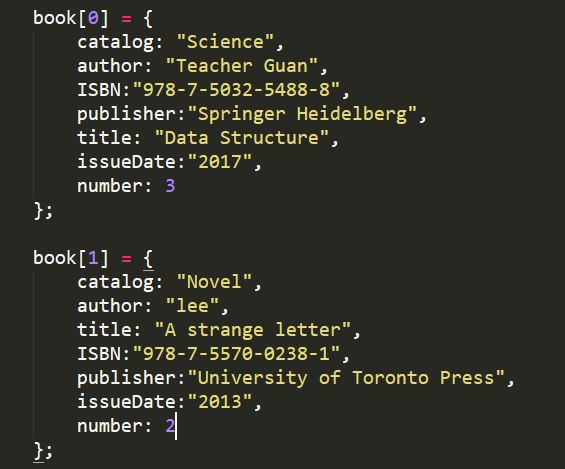 book[0] = {
    catalog: "Science",
    author: "Teacher Guan",
    ISBN:"978-7-5032-5488-8",
    publisher:"Springer Heidelberg",
    title: "Data Structure",
    issueDate:"2017",
    number: 3
};

book[1] = {
    catalog: "Novel",
    author: "lee",
    title: "A strange letter",
    ISBN:"978-7-5570-0238-1",
    publisher:"University of Toronto Press",
    issueDate:"2013",
    number: 2
};